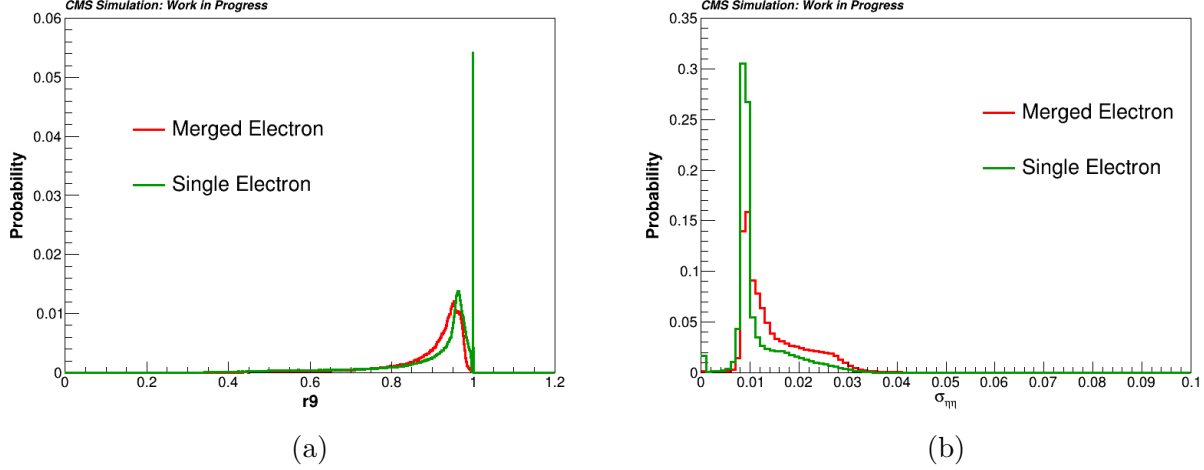 CMS Simulation: Work in Progress
Probability
0.06
0.05
0.04
0.03
0.02
0.01
0
Merged Electron
Single Electron
0 0.2 0.4 0.6 0.8 1 1.2
r9
(a)
CMS Simulation: Work in Progress
Probability
0.35
0.3
0.25
0.2
0.15
0.1
0.05
0
Merged Electron
Single Electron
0 0.01 0.02 0.03 0.04 0.05 0.06 0.07 0.08 0.09 0.1
σηη
(b)